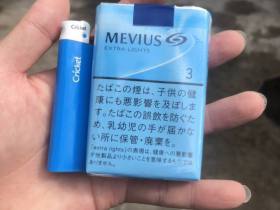 Cricket
MEVIUS
EXTRA LIGHTS
3
たばこの煙は、子供の健
康にも悪影響を及ぼしま
す。たばこの誤飲を防ぐた
め、乳幼児の手が届かな
い所に保管・廃棄を。